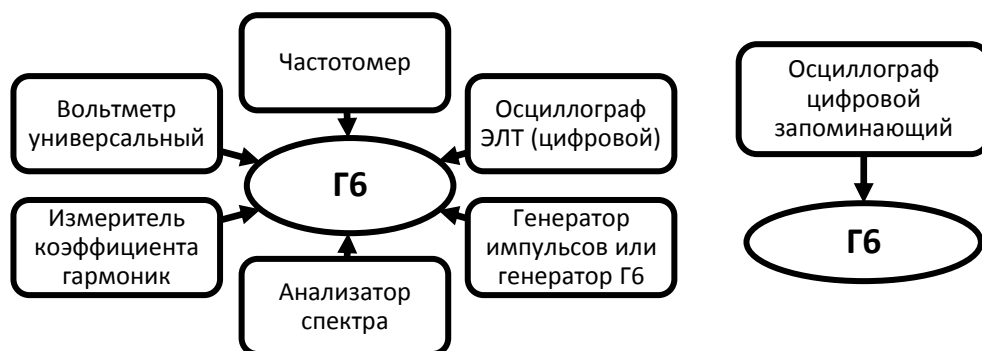 Частотомер
Вольтметр
универсальный
Осциллограф
ЭЛТ (цифровой)
Г6
Измеритель
коэффициента
гармоник
Генератор
импульсов или
генератор Г6
Анализатор
спектра
Осциллограф
цифровой
запоминающий
Г6